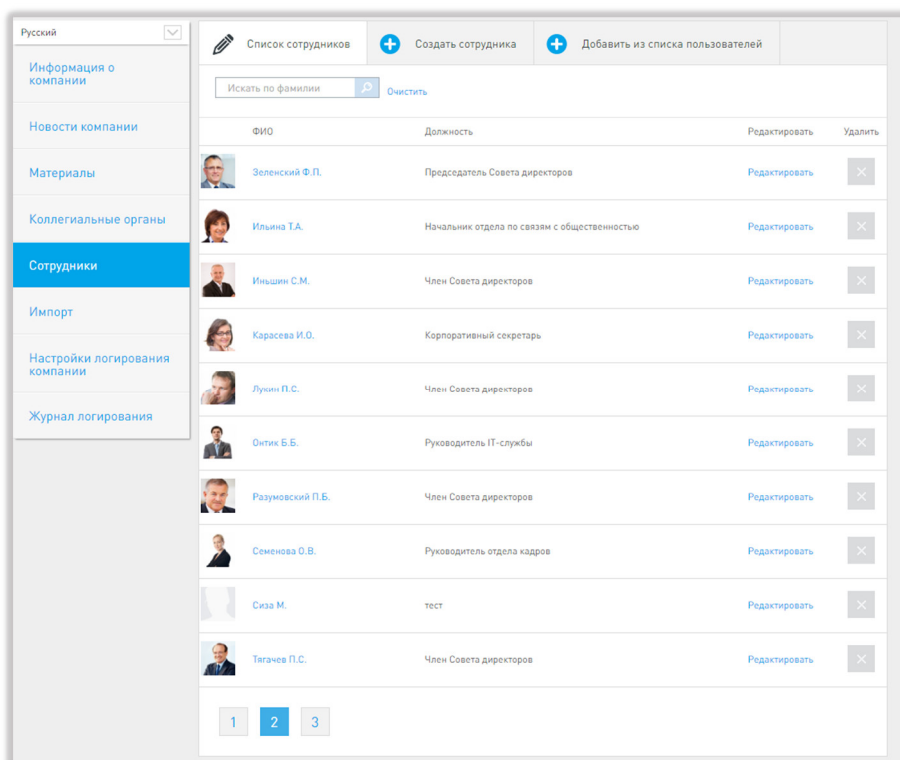 Русский
Информация о
компании
Новости компании
Материалы
Коллегиальные органы
Сотрудники
Импорт
Настройки логирования
компании
Журнал логирования
Список сотрудников
Создать сотрудника
Добавить из списка пользователей
Искать по фамилии
Очистить
ФИО Должность Редактировать Удалить
Зеленский Ф.П. Председатель Совета директоров Редактировать
Ильина Т.А. Начальник отдела по связям с общественностью Редактировать
Иньшин С.М. Член Совета директоров Редактировать
Карасева И.О. Корпоративный секретарь Редактировать
Лукин П.С. Член Совета директоров Редактировать
Онтик Б.Б. Руководитель IT-службы Редактировать
Разумовский П.Б. Член Совета директоров Редактировать
Семенова О.В. Руководитель отдела кадров Редактировать
Сиза М. тест Редактировать
Тягачев П.С. Член Совета директоров Редактировать
1 2 3